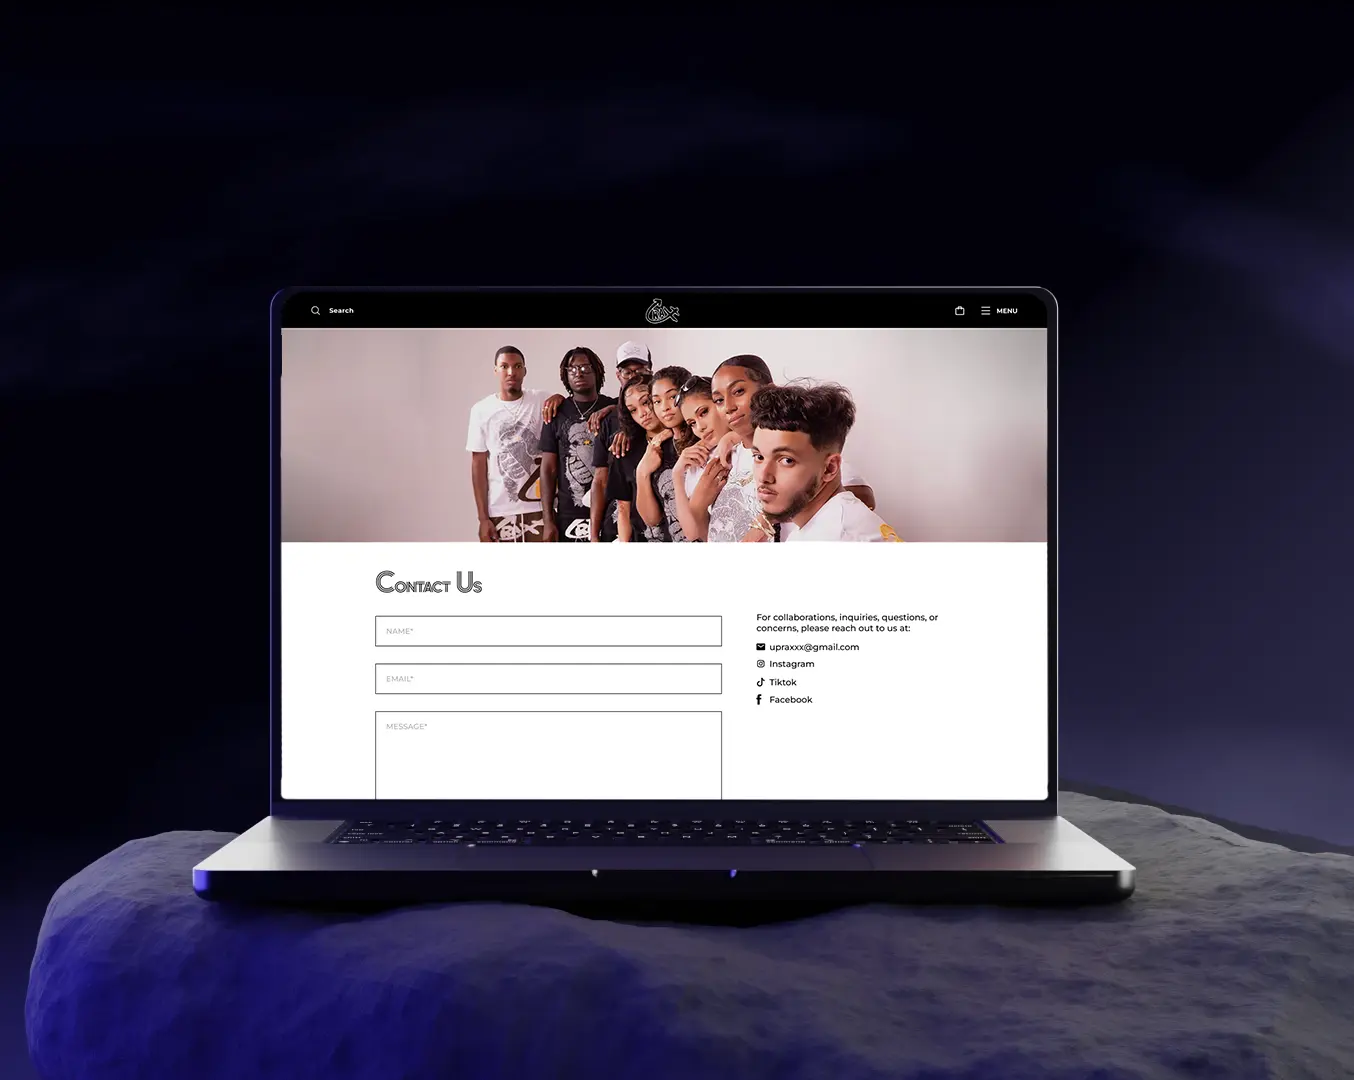 Search
MENU
Contact Us
NAME*
EMAIL*
MESSAGE*
For collaborations, inquiries, questions, or
concerns, please reach out to us at:
upraxxx@gmail.com
Instagram
Tiktok
Facebook